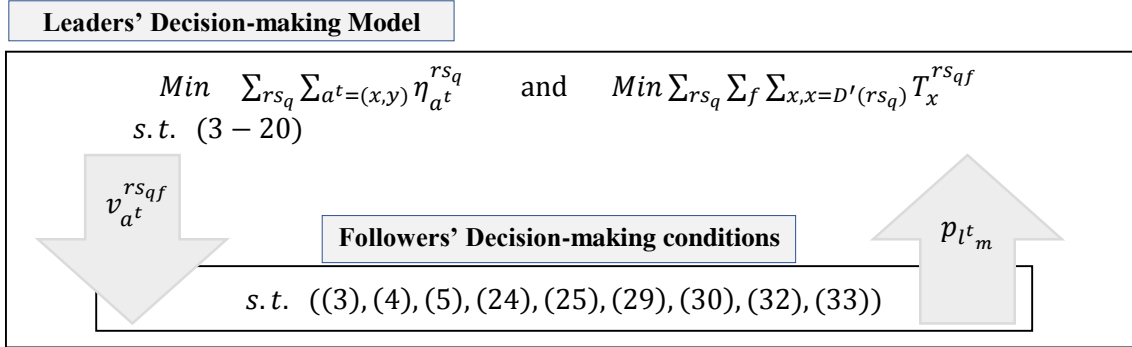 Leaders’ Decision-making Model
Min ∑_{rs_q} ∑_{a^t=(x,y)} η_{a^t}^{rs_q} and Min ∑_{rs_q} ∑_f ∑_{x,x=D′(rs_q)} T_x^{rs_{qf}}
s.t. (3 − 20)
v_{a^t}^{rs_{qf}}
p_{l^t_m}
Followers’ Decision-making conditions
s.t. ((3), (4), (5), (24), (25), (29), (30), (32), (33))